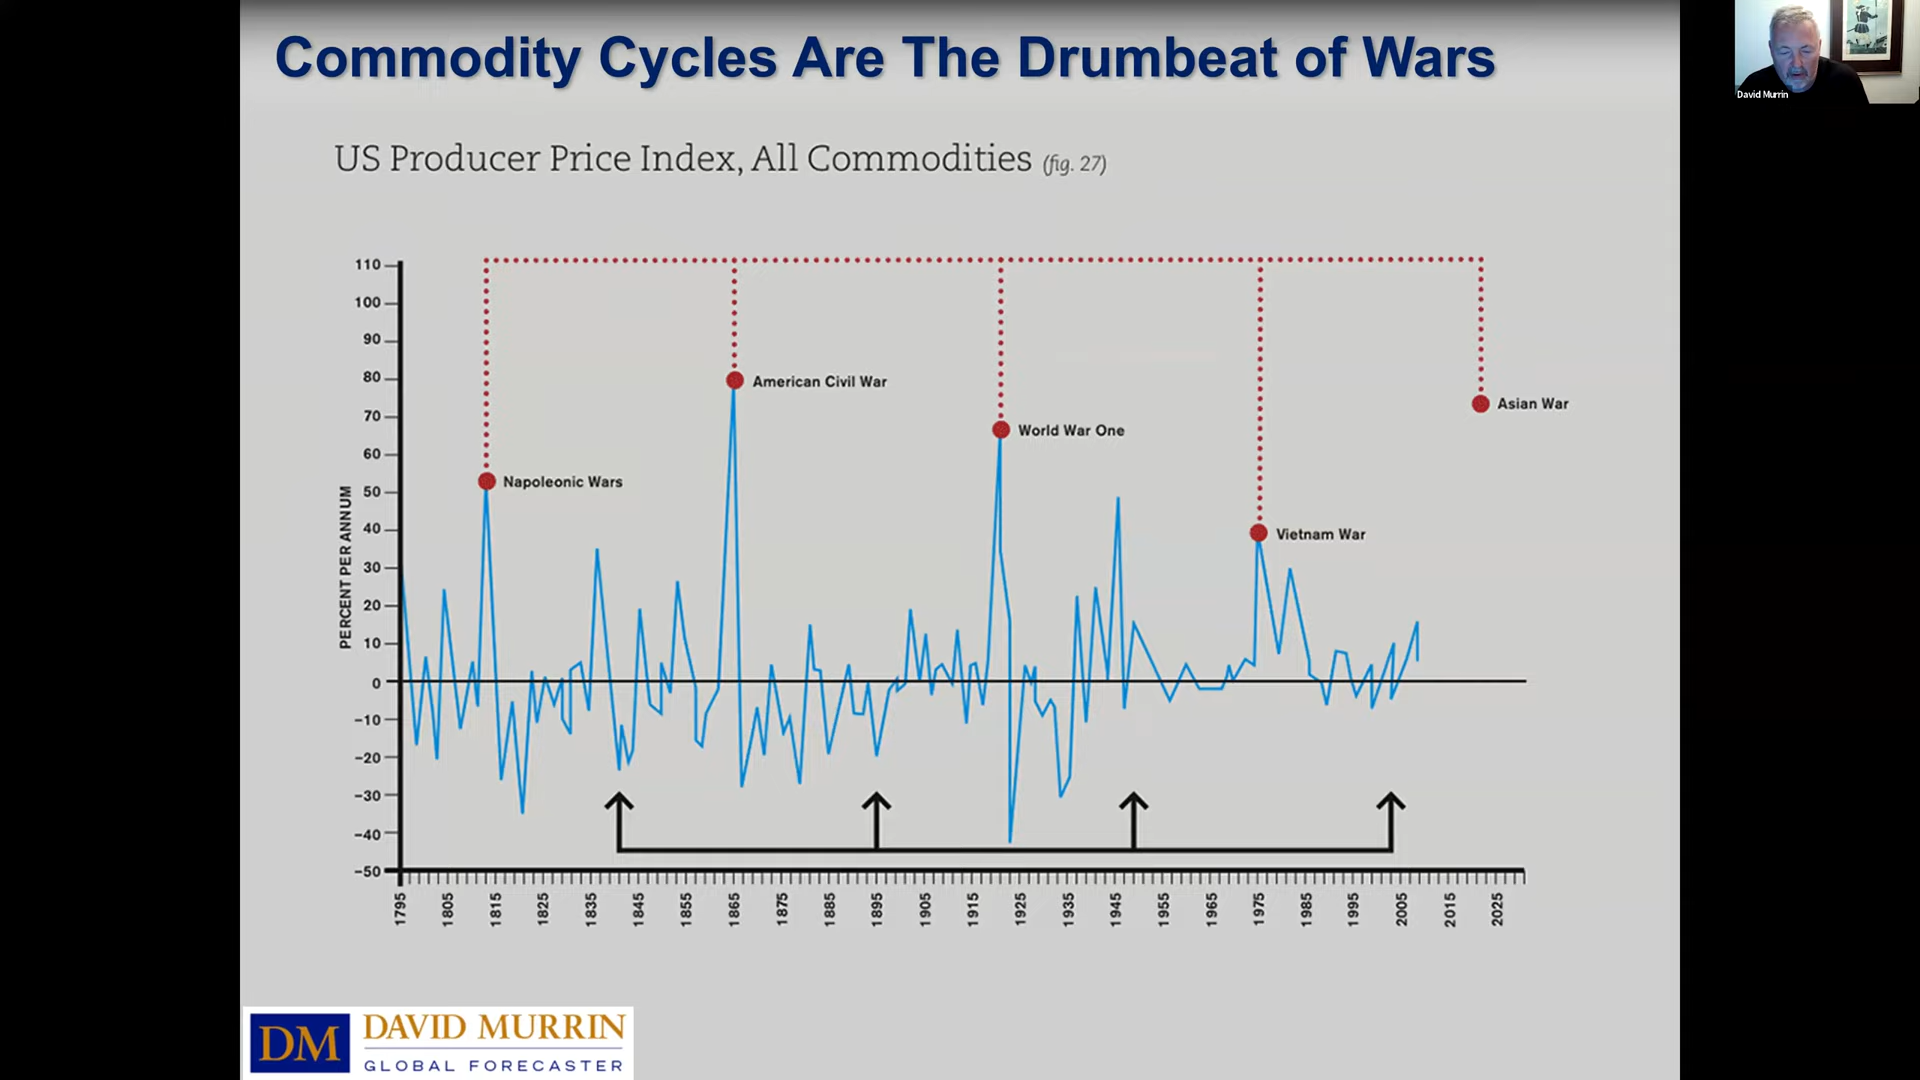 Commodity Cycles Are The Drumbeat of Wars
David Murrin
US Producer Price Index, All Commodities (fig. 27)
PERCENT PER ANNUM
110
100
90
80
70
60
50
40
30
20
10
0
−10
−20
−30
−40
−50
American Civil War
Asian War
World War One
Napoleonic Wars
Vietnam War
1795 1805 1815 1825 1835 1845 1855 1865 1875 1885 1895 1905 1915 1925 1935 1945 1955 1965 1975 1985 1995 2005 2015 2025
DM
DAVID MURRIN
GLOBAL FORECASTER